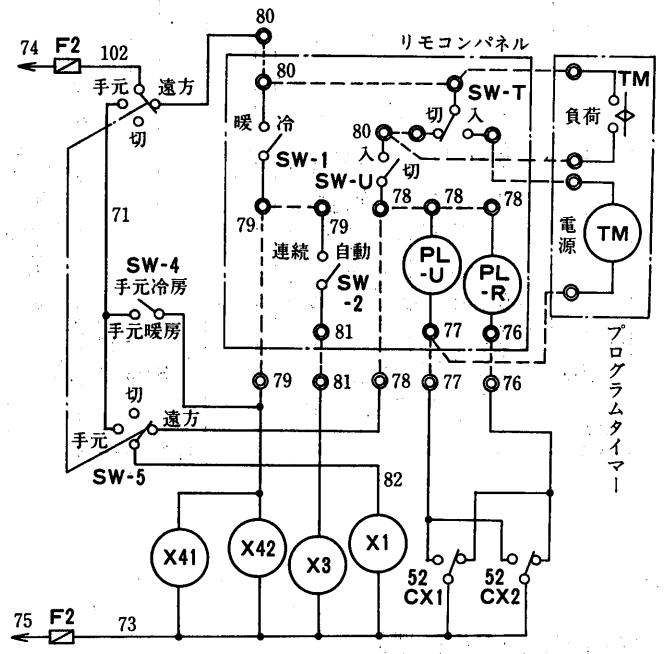 80
74 F2 102
リモコンパネル
手元 遠方
切
80
SW-T
TM
負荷
切 入
暖 冷
80
入
SW-1
SW-U 切
71
79 79 78 78 78
電源
TM
連続 自動
SW-2
PL-U
PL-R
SW-4
手元冷房
手元暖房
81 77 76
プログラムタイマー
79 81 78 77 76
切
手元 遠方
SW-5
82
X41 X42 X3 X1
52
CX1
52
CX2
75 F2 73